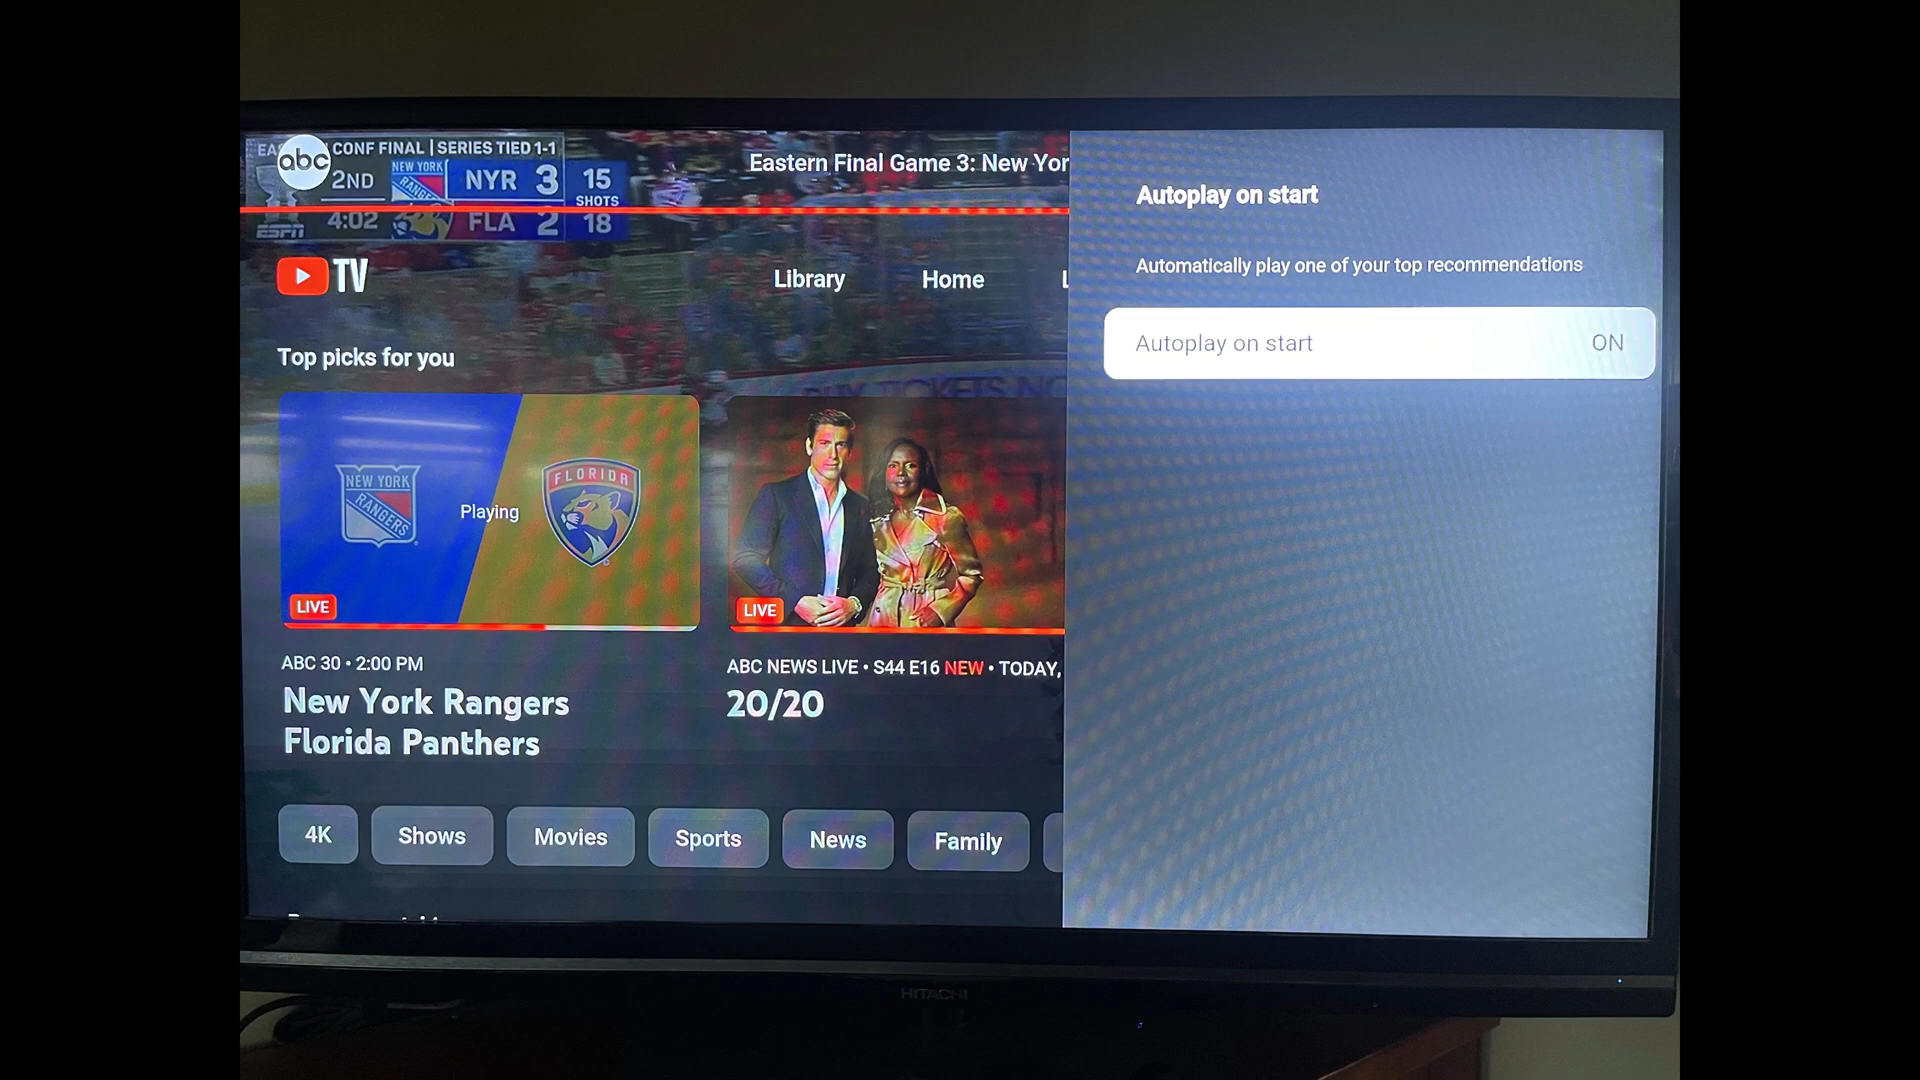 abc
CONF FINAL | SERIES TIED 1-1
2ND
NEW YORK
RANGERS
NYR 3 15
SHOTS
ESPN
4:02 FLA 2 18
Eastern Final Game 3: New Yor
TV
Library Home
Top picks for you
NEW YORK
RANGERS
Playing
FLORIDA
LIVE
LIVE
ABC 30 • 2:00 PM
New York Rangers
Florida Panthers
ABC NEWS LIVE • S44 E16 NEW • TODAY,
20/20
4K Shows Movies Sports News Family
Autoplay on start
Automatically play one of your top recommendations
Autoplay on start ON
HITACHI